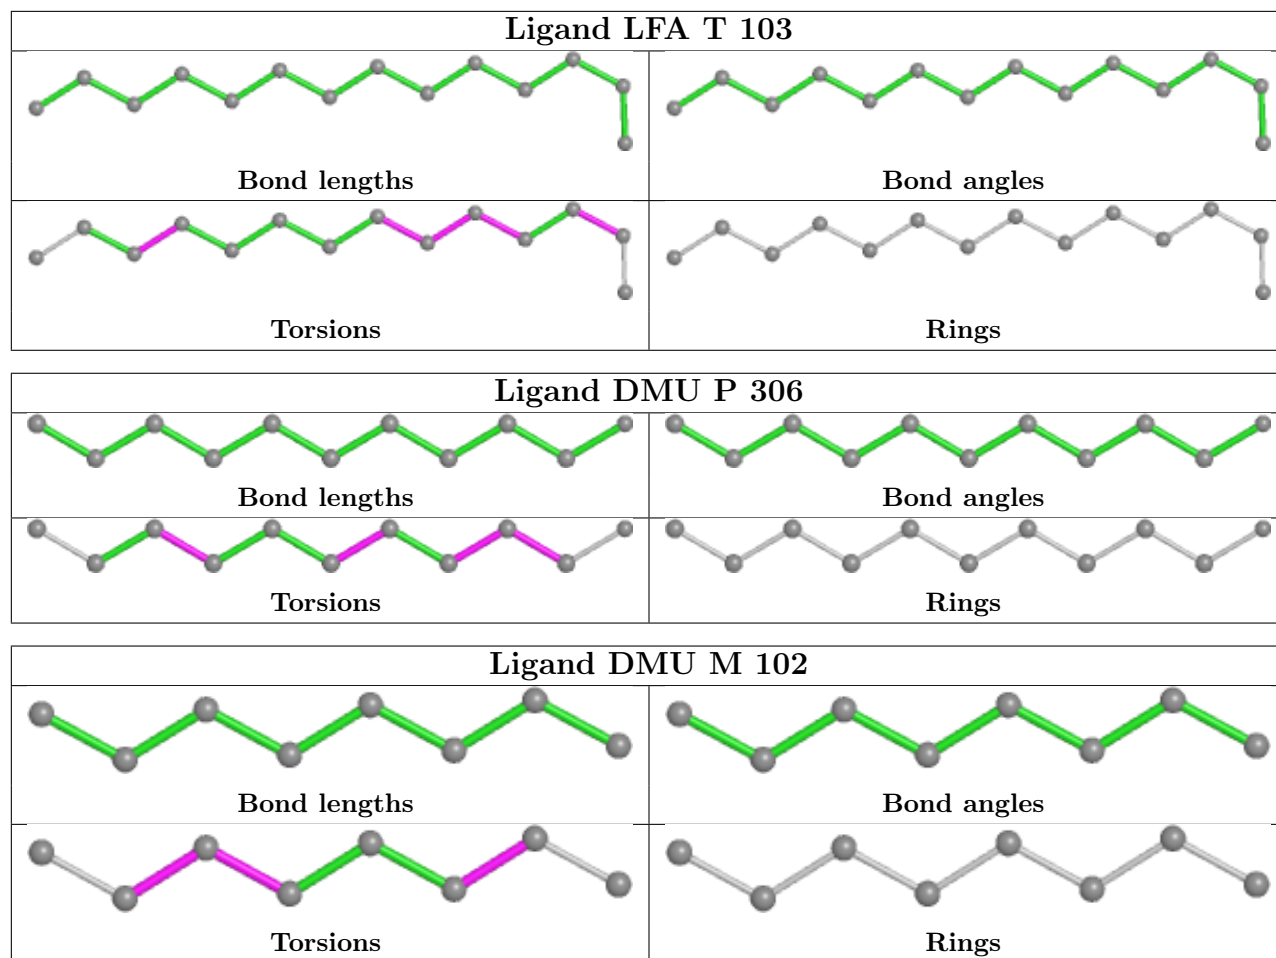 Ligand LFA T 103
Bond lengths
Bond angles
Torsions
Rings
Ligand DMU P 306
Bond lengths
Bond angles
Torsions
Rings
Ligand DMU M 102
Bond lengths
Bond angles
Torsions
Rings